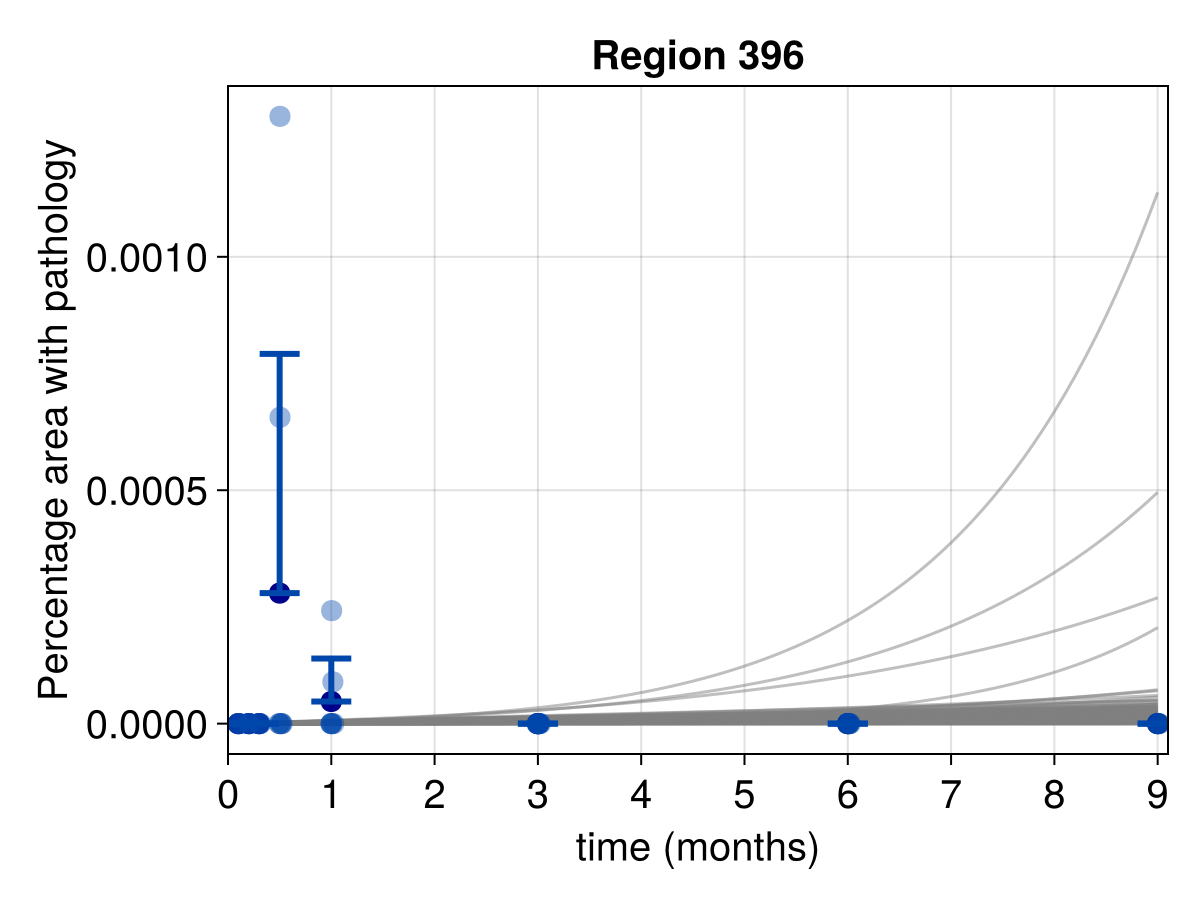 Region 396
Percentage area with pathology
0.0010
0.0005
0.0000
0 1 2 3 4 5 6 7 8 9
time (months)